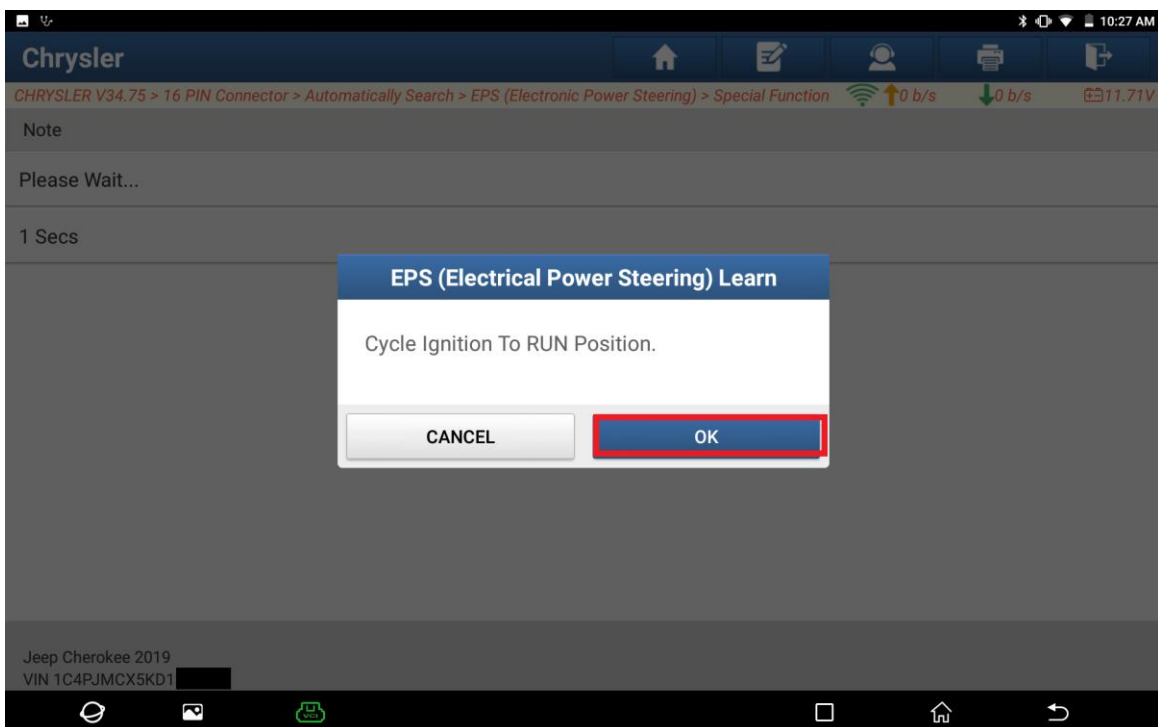 10:27 AM
Chrysler
CHRYSLER V34.75 > 16 PIN Connector > Automatically Search > EPS (Electronic Power Steering) > Special Function 0 b/s 0 b/s 11.71V
Note
Please Wait...
1 Secs
EPS (Electrical Power Steering) Learn
Cycle Ignition To RUN Position.
CANCEL OK
Jeep Cherokee 2019
VIN 1C4PJMCX5KD1
VCI